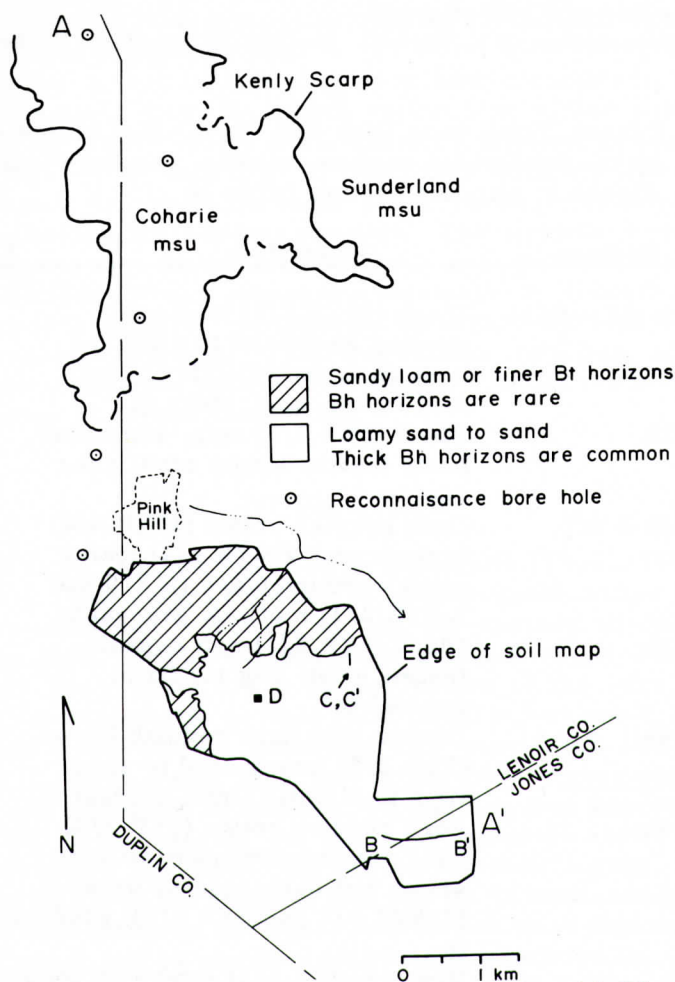 A
Kenly Scarp
Sunderland
msu
Coharie
msu
Sandy loam or finer Bt horizons
Bh horizons are rare
Loamy sand to sand
Thick Bh horizons are common
Reconnaisance bore hole
Pink
Hill
Edge of soil map
C, C'
D
LENOIR CO.
JONES CO.
A'
B
B'
N
DUPLIN CO.
0 1 km